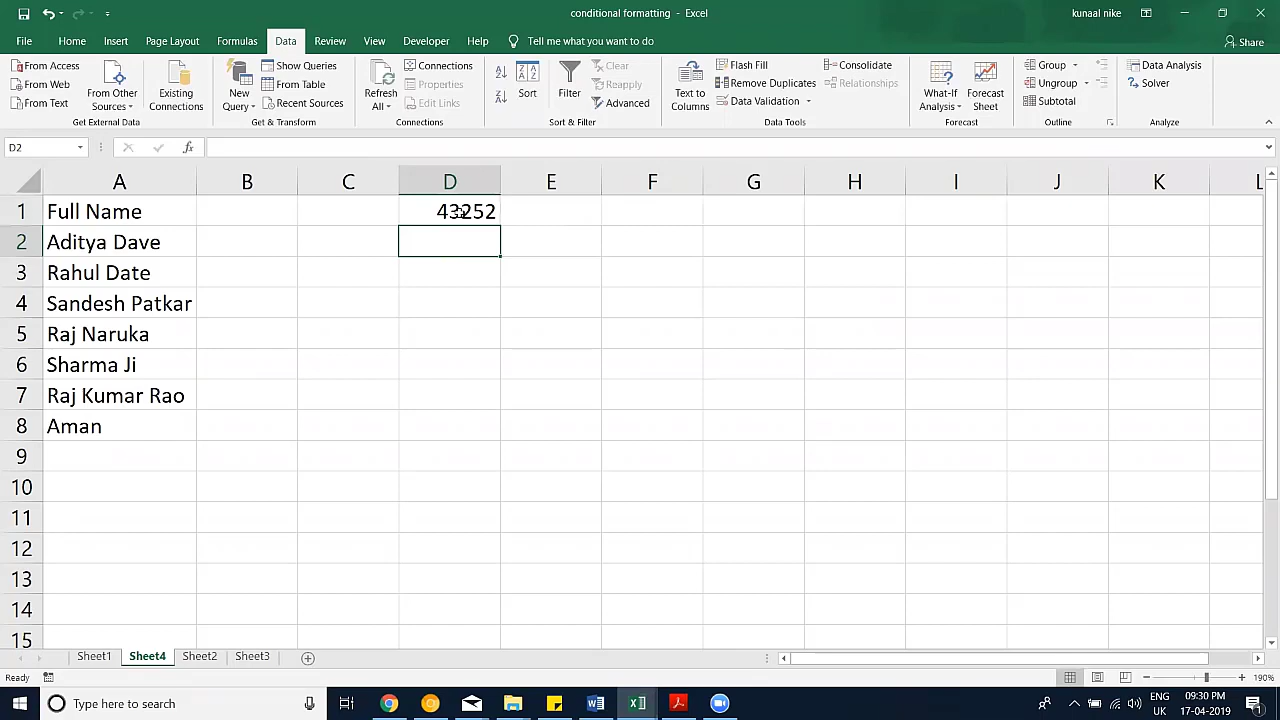 conditional formatting - Excel
kunaal nike
File Home Insert Page Layout Formulas Data Review View Developer Help Tell me what you want to do
Share
From Access
From Web
From Text
From Other Sources
Existing Connections
Get External Data
New Query
Show Queries
From Table
Recent Sources
Get & Transform
Refresh All
Connections
Properties
Edit Links
Connections
Sort
Filter
Clear
Reapply
Advanced
Sort & Filter
Text to Columns
Flash Fill
Remove Duplicates
Data Validation
Consolidate
Relationships
Data Tools
What-If Analysis
Forecast Sheet
Forecast
Group
Ungroup
Subtotal
Outline
Data Analysis
Solver
Analyze
D2 fx
A B C D E F G H I J K L
1 Full Name 43252
2 Aditya Dave
3 Rahul Date
4 Sandesh Patkar
5 Raj Naruka
6 Sharma Ji
7 Raj Kumar Rao
8 Aman
9
10
11
12
13
14
15
Sheet1 Sheet4 Sheet2 Sheet3
Ready
190%
Type here to search
ENG
UK
09:30 PM
17-04-2019